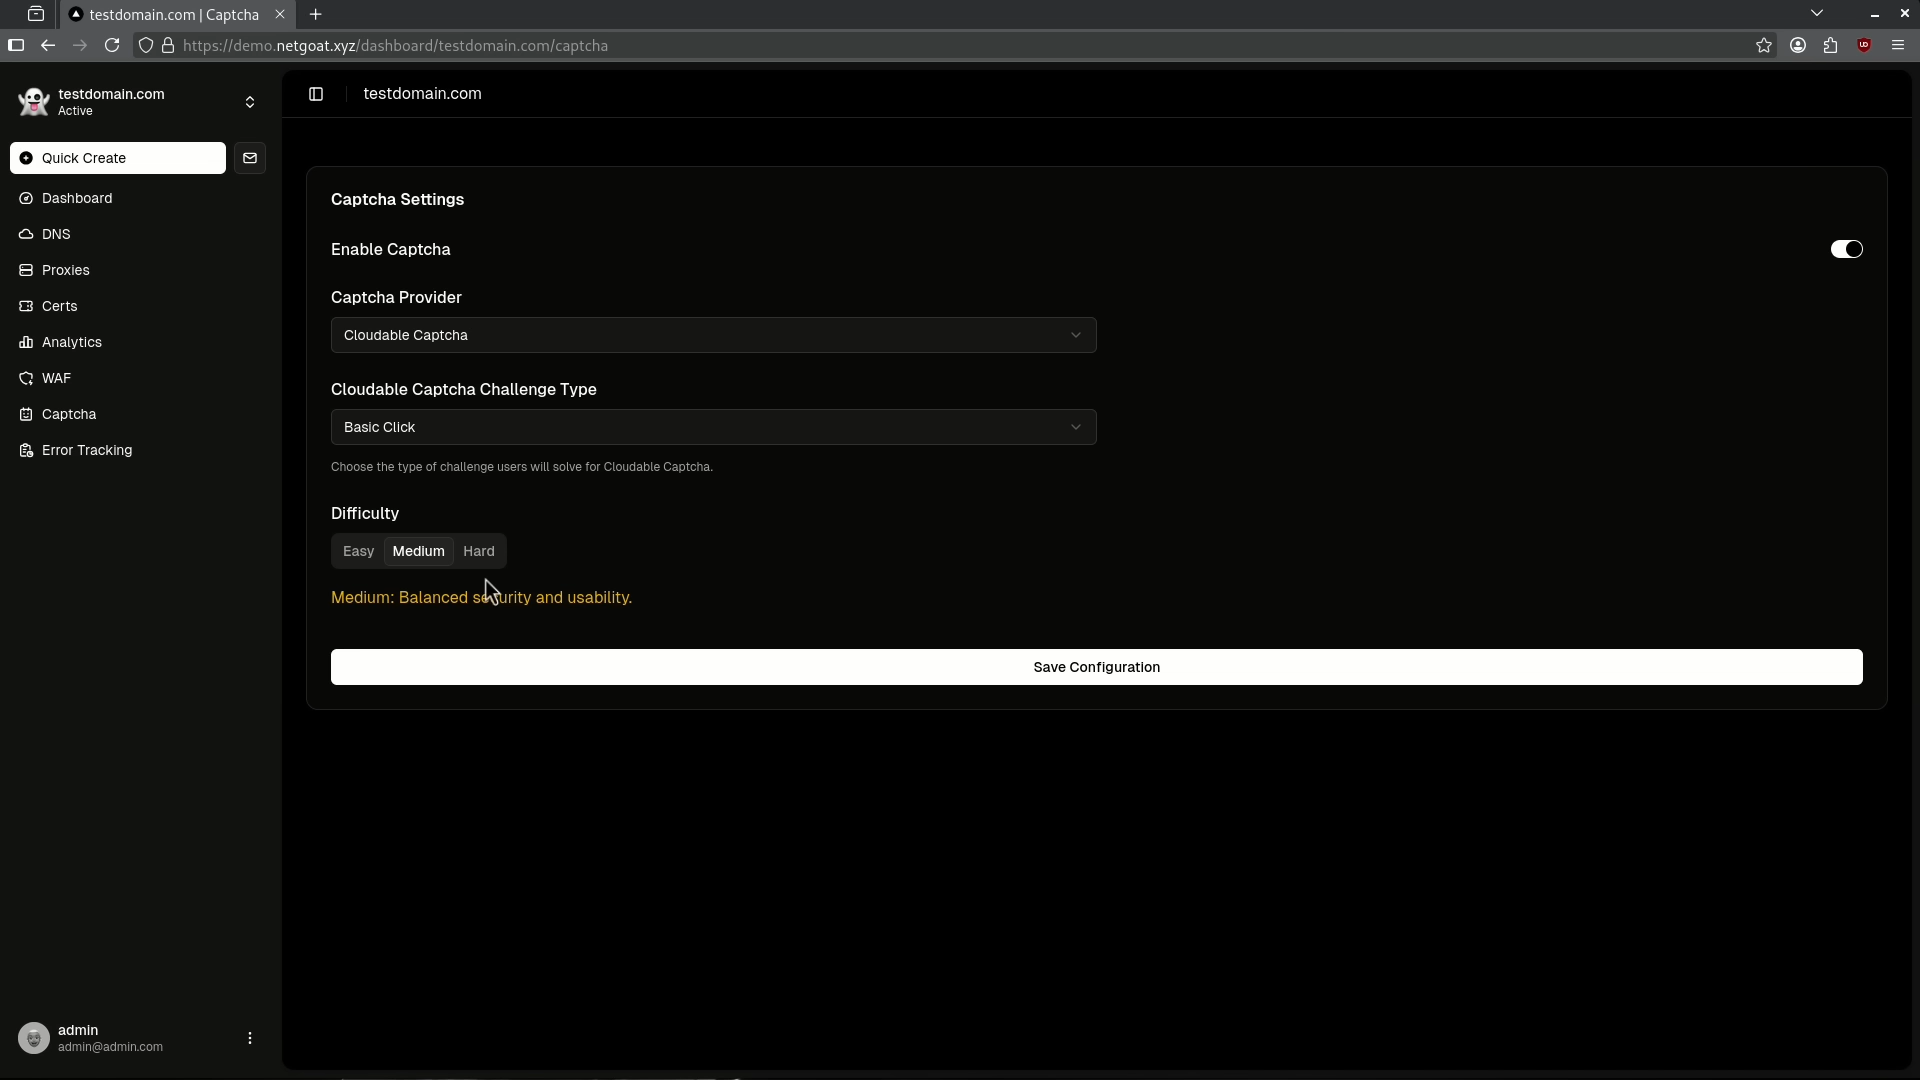 testdomain.com | Captcha
https://demo.netgoat.xyz/dashboard/testdomain.com/captcha
testdomain.com
Active
Quick Create
Dashboard
DNS
Proxies
Certs
Analytics
WAF
Captcha
Error Tracking
admin
admin@admin.com
testdomain.com
Captcha Settings
Enable Captcha
Captcha Provider
Cloudable Captcha
Cloudable Captcha Challenge Type
Basic Click
Choose the type of challenge users will solve for Cloudable Captcha.
Difficulty
Easy Medium Hard
Medium: Balanced security and usability.
Save Configuration